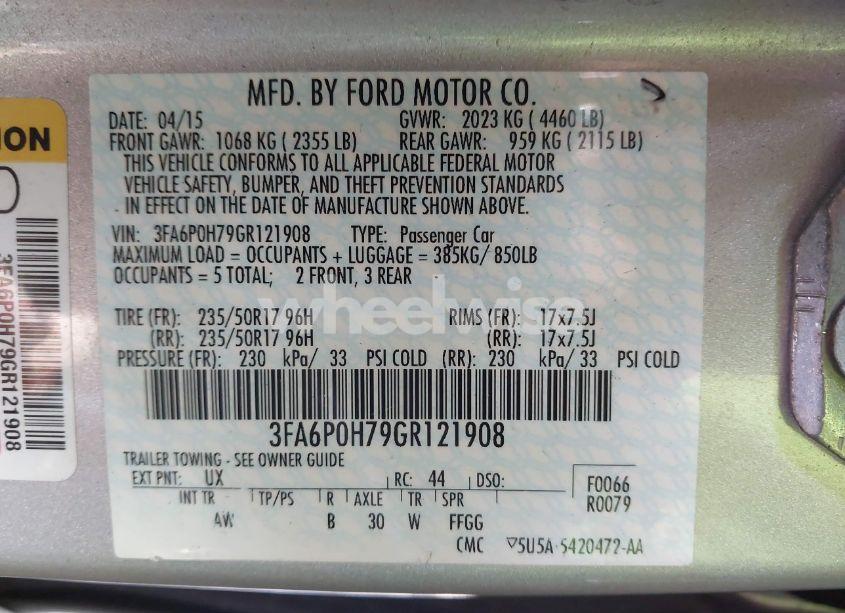 MFD. BY FORD MOTOR CO.
DATE: 04/15 GVWR: 2023 KG ( 4460 LB)
FRONT GAWR: 1068 KG ( 2355 LB) REAR GAWR: 959 KG ( 2115 LB)
THIS VEHICLE CONFORMS TO ALL APPLICABLE FEDERAL MOTOR
VEHICLE SAFETY, BUMPER, AND THEFT PREVENTION STANDARDS
IN EFFECT ON THE DATE OF MANUFACTURE SHOWN ABOVE.
VIN: 3FA6P0H79GR121908 TYPE: Passenger Car
MAXIMUM LOAD = OCCUPANTS + LUGGAGE = 385KG/ 850LB
OCCUPANTS = 5 TOTAL; 2 FRONT, 3 REAR
wheelwise
TIRE (FR): 235/50R17 96H RIMS (FR): 17x7.5J
(RR): 235/50R17 96H (RR): 17x7.5J
PRESSURE (FR): 230 kPa/ 33 PSI COLD (RR): 230 kPa/ 33 PSI COLD
3FA6P0H79GR121908
TRAILER TOWING - SEE OWNER GUIDE
EXT PNT: UX RC: 44 DSO:
F0066
R0079
INT TR TP/PS R AXLE TR SPR
AW B 30 W FFGG
CMC 5U5A-5420472-AA
ION
3FA6P0H79GR121908